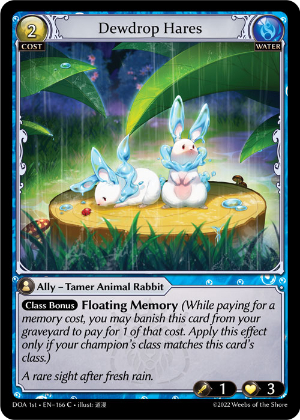 Dewdrop Hares
2
COST
WATER
Ally – Tamer Animal Rabbit
Class Bonus Floating Memory (While paying for
a memory cost, you may banish this card from
your graveyard to pay for 1 of that cost. Apply this effect
only if your champion's class matches this card's
class.)
A rare sight after fresh rain.
1
3
DOA 1st • EN-166 C • illust: 道滿
©2022 Weebs of the Shore